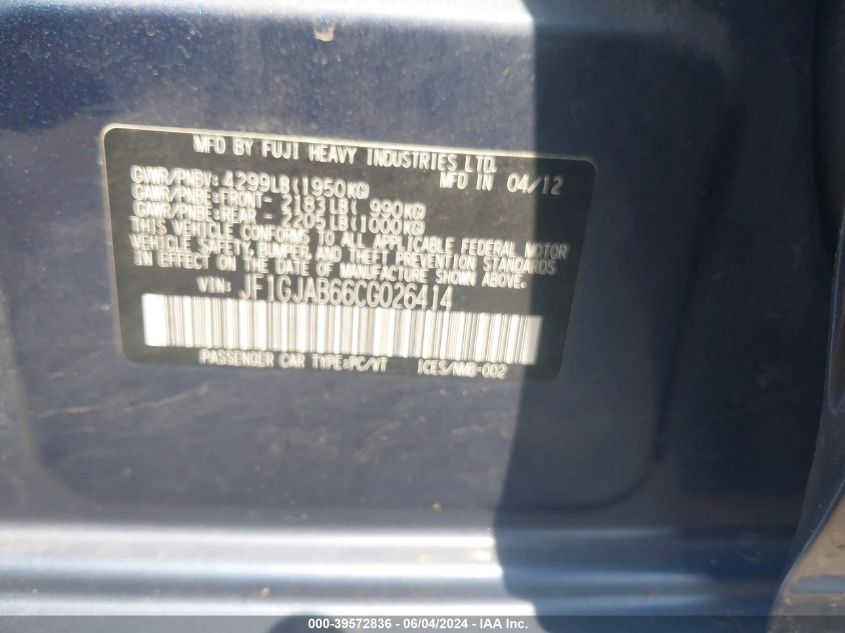 MFD BY FUJI HEAVY INDUSTRIES LTD.
GVWR/PNBV: 4299LB(1950KG) MFD IN 04/12
GAWR/PNBE:FRONT- 2183LB( 990KG)
GAWR/PNBE:REAR - 2205LB(1000KG)
THIS VEHICLE CONFORMS TO ALL APPLICABLE FEDERAL MOTOR
VEHICLE SAFETY, BUMPER, AND THEFT PREVENTION STANDARDS
IN EFFECT ON THE DATE OF MANUFACTURE SHOWN ABOVE.
VIN: JF1GJAB66CG026414
PASSENGER CAR TYPE:PC/VT ICES/NMB-002
000-39572836 - 06/04/2024 - IAA Inc.